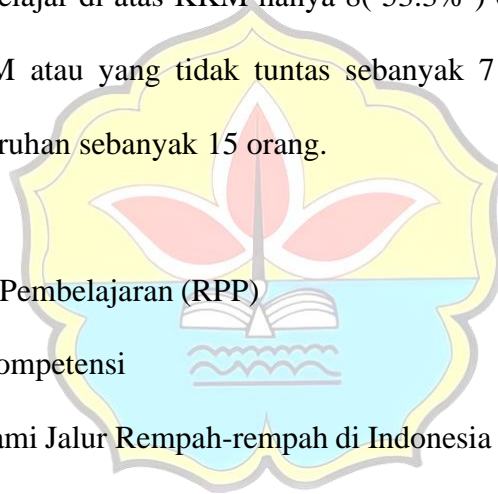 elajar di atas KKM hanya 8( 53.3% )
M atau yang tidak tuntas sebanyak 7
ruhan sebanyak 15 orang.
Pembelajaran (RPP)
ompetensi
ami Jalur Rempah-rempah di Indonesia